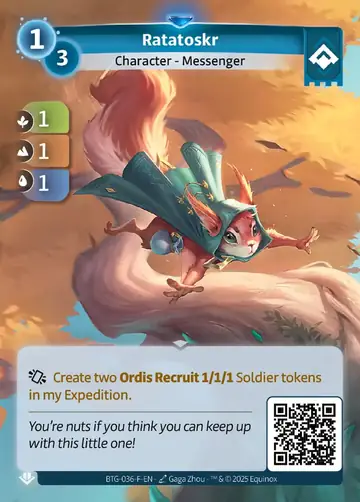 1
Ratatoskr
3
Character - Messenger
1
1
1
Create two Ordis Recruit 1/1/1 Soldier tokens
in my Expedition.
You're nuts if you think you can keep up
with this little one!
BTG-036-F-EN - Gaga Zhou - ™ & © 2025 Equinox